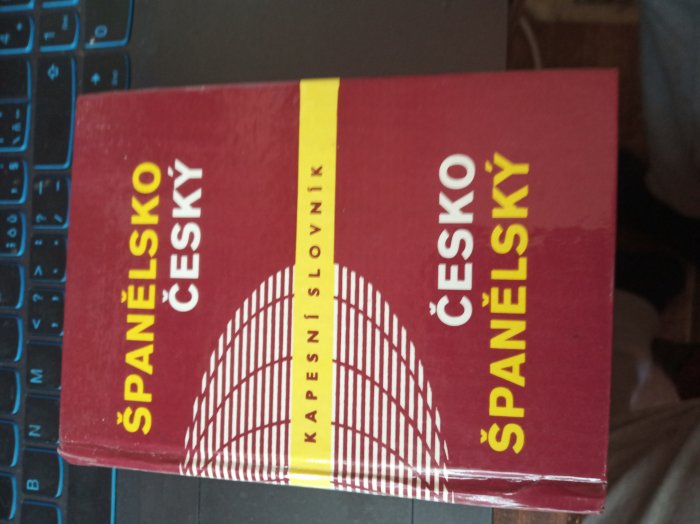 ŠPANĚLSKO
ČESKÝ
KAPESNÍ SLOVNÍK
ČESKO
ŠPANĚLSKÝ
B
N
M
< ,
? .
> :